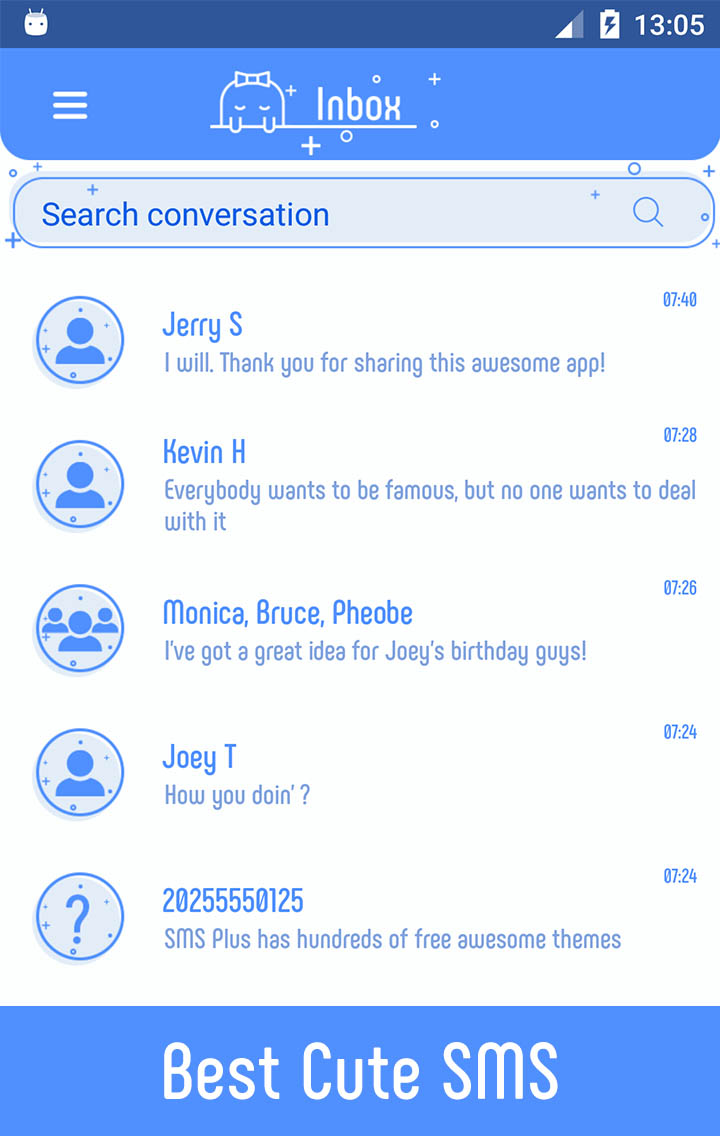 13:05
Inbox
Search conversation
07:40
Jerry S
I will. Thank you for sharing this awesome app!
07:28
Kevin H
Everybody wants to be famous, but no one wants to deal
with it
07:26
Monica, Bruce, Pheobe
I've got a great idea for Joey's birthday guys!
07:24
Joey T
How you doin' ?
07:24
20255550125
SMS Plus has hundreds of free awesome themes
Best Cute SMS